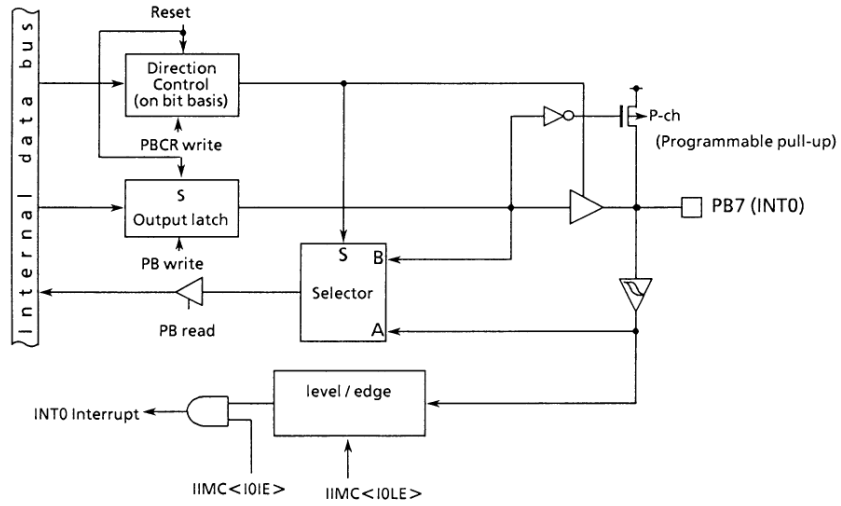 Reset
Internal data bus
Direction
Control
(on bit basis)
P-ch
PBCR write
(Programmable pull-up)
S
Output latch
PB7 (INT0)
PB write
S
B
Selector
A
PB read
level / edge
INT0 Interrupt
IIMC<I0IE>
IIMC<I0LE>